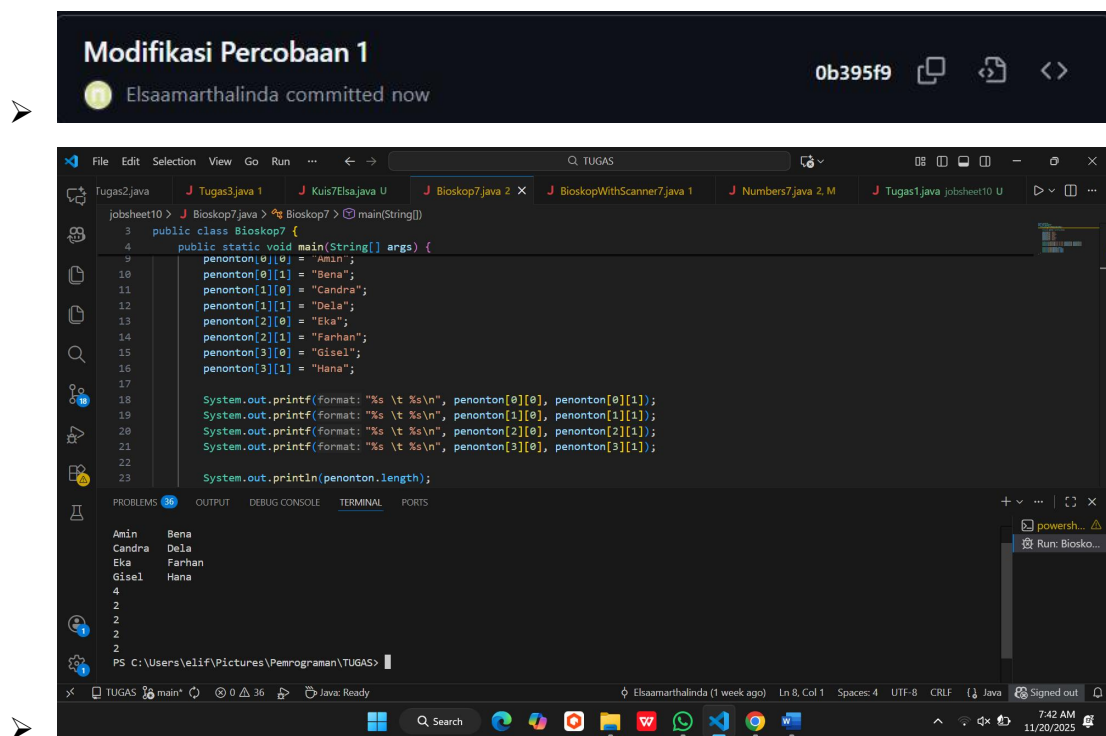 Modifikasi Percobaan 1
Elsaamarthalinda committed now
0b395f9
➢
File Edit Selection View Go Run ··· TUGAS
Tugas2.java J Tugas3.java 1 J Kuis7Elsa.java U J Bioskop7.java 2 J BioskopWithScanner7.java 1 J Numbers7.java 2, M J Tugas1.java jobsheet10 U
jobsheet10 > J Bioskop7.java > Bioskop7 > main(String[])
3 public class Bioskop7 {
4 public static void main(String[] args) {
9 penonton[0][0] = "Amin";
10 penonton[0][1] = "Bena";
11 penonton[1][0] = "Candra";
12 penonton[1][1] = "Dela";
13 penonton[2][0] = "Eka";
14 penonton[2][1] = "Farhan";
15 penonton[3][0] = "Gisel";
16 penonton[3][1] = "Hana";
17
18 System.out.printf(format: "%s \t %s\n", penonton[0][0], penonton[0][1]);
19 System.out.printf(format: "%s \t %s\n", penonton[1][0], penonton[1][1]);
20 System.out.printf(format: "%s \t %s\n", penonton[2][0], penonton[2][1]);
21 System.out.printf(format: "%s \t %s\n", penonton[3][0], penonton[3][1]);
22
23 System.out.println(penonton.length);
PROBLEMS 36 OUTPUT DEBUG CONSOLE TERMINAL PORTS
powersh...
Run: Biosko...
Amin Bena
Candra Dela
Eka Farhan
Gisel Hana
4
2
2
2
2
PS C:\Users\elif\Pictures\Pemrograman\TUGAS>
18
1
1
TUGAS main* 0 36 Java: Ready Elsaamarthalinda (1 week ago) Ln 8, Col 1 Spaces: 4 UTF-8 CRLF {} Java Signed out
Search 7:42 AM
11/20/2025
➢